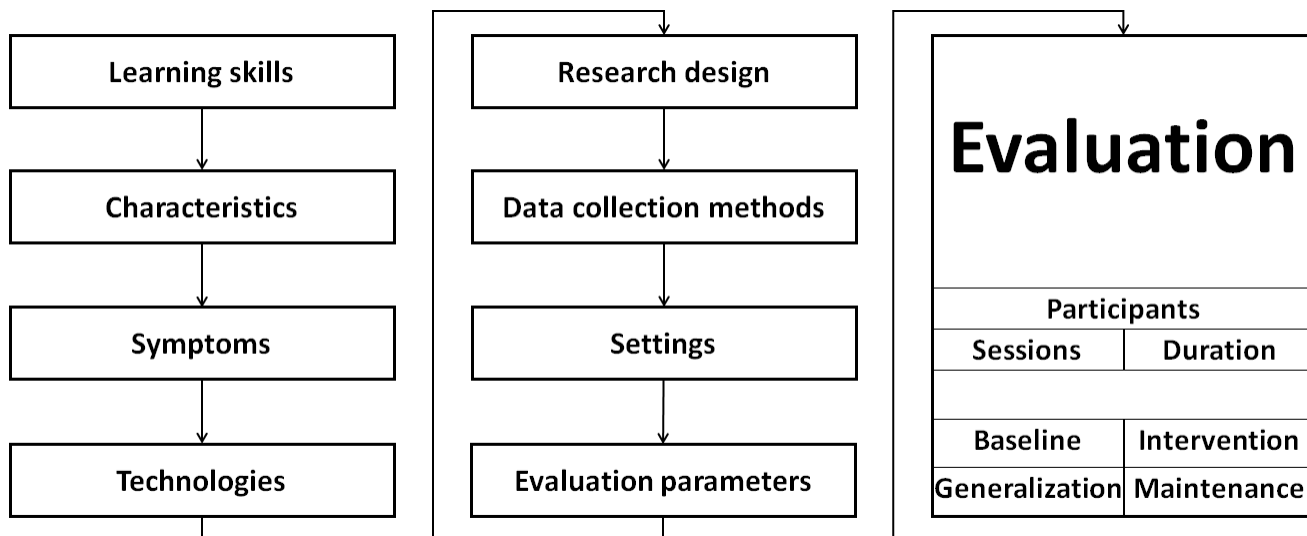 Learning skills
Characteristics
Symptoms
Technologies
Research design
Data collection methods
Settings
Evaluation parameters
Evaluation
Participants
Sessions Duration
Baseline Intervention
Generalization Maintenance